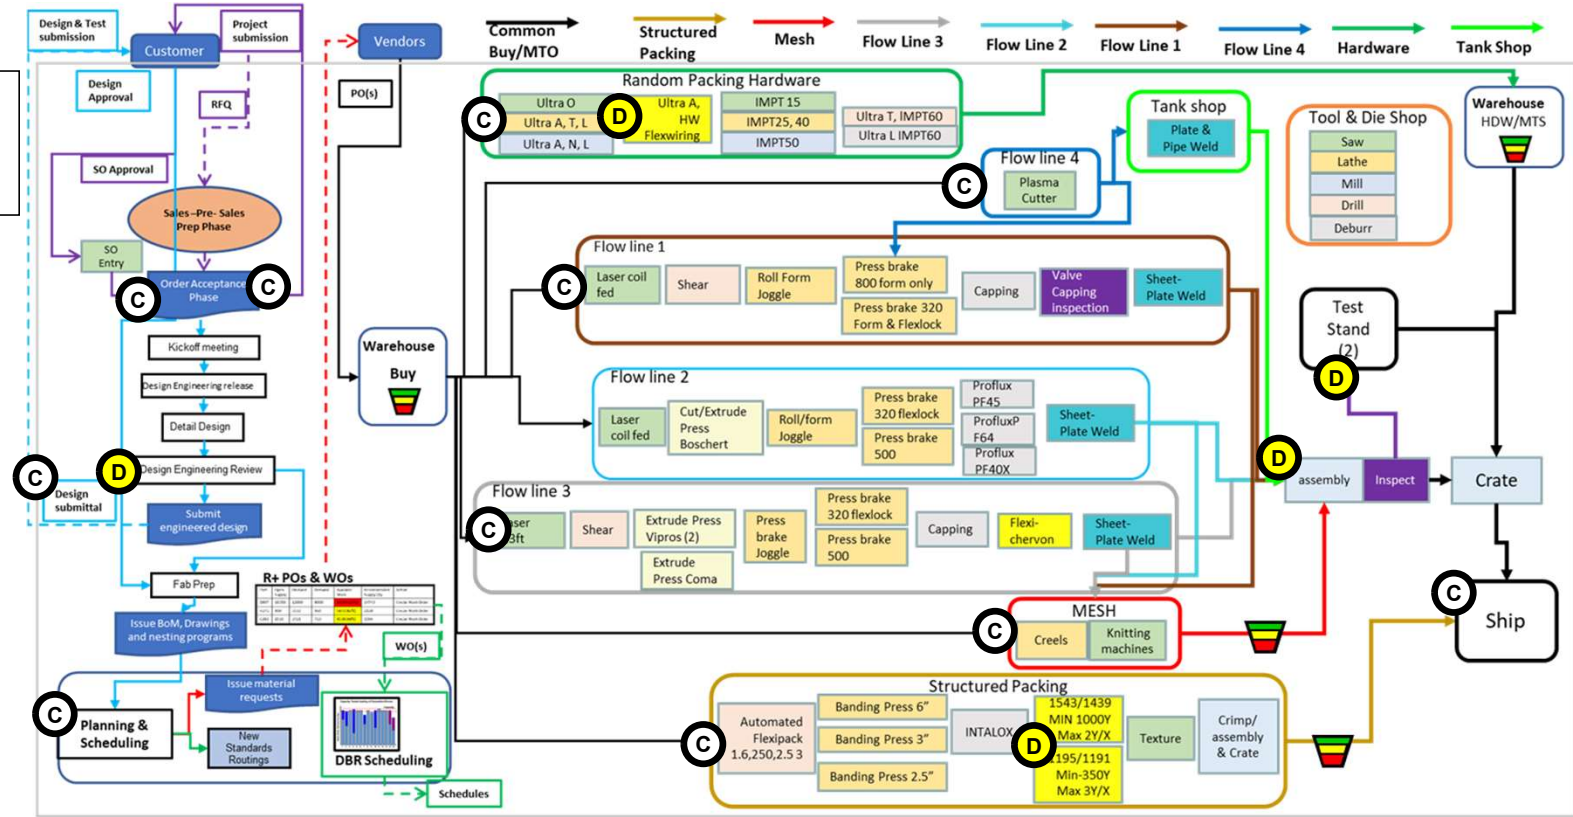 Design & Test
submission
Customer
Project
submission
Design
Approval
RFQ
SO Approval
Sales –Pre- Sales
Prep Phase
SO
Entry
C
Order Acceptance
Phase
C
Kickoff meeting
Design Engineering release
Detail Design
C
D
Design Engineering Review
Design
submittal
Submit
engineered design
Fab Prep
R+ POs & WOs
Issue BoM, Drawings
and nesting programs
WO(s)
C
Planning &
Scheduling
Issue material
requests
New
Standards
Routings
DBR Scheduling
Schedules
Vendors
PO(s)
Warehouse
Buy
Common
Buy/MTO
Structured
Packing
Mesh
Flow Line 3
Flow Line 2
Flow Line 1
Flow Line 4
Hardware
Tank Shop
Random Packing Hardware
C
Ultra O
Ultra A, T, L
Ultra A, N, L
D
Ultra A,
HW
Flexwiring
IMPT 15
IMPT25, 40
IMPT50
Ultra T, IMPT60
Ultra L IMPT60
Flow line 4
C
Plasma
Cutter
Tank shop
Plate &
Pipe Weld
Tool & Die Shop
Saw
Lathe
Mill
Drill
Deburr
Warehouse
HDW/MTS
Flow line 1
C
Laser coil
fed
Shear
Roll Form
Joggle
Press brake
800 form only
Press brake 320
Form & Flexlock
Capping
Valve
Capping
inspection
Sheet-
Plate Weld
Test
Stand
(2)
D
Flow line 2
Laser
coil fed
Cut/Extrude
Press
Boschert
Roll/form
Joggle
Press brake
320 flexlock
Press brake
500
Proflux
PF45
ProfluxP
F64
Proflux
PF40X
Sheet-
Plate Weld
D
assembly
Inspect
Crate
Flow line 3
C
aser
3ft
Shear
Extrude Press
Vipros (2)
Extrude
Press Coma
Press
brake
Joggle
Press brake
320 flexlock
Press brake
500
Capping
Flexi-
chevron
Sheet-
Plate Weld
MESH
C
Creels
Knitting
machines
C
Ship
Structured Packing
C
Automated
Flexipack
1.6,250,2.5 3
Banding Press 6”
Banding Press 3”
Banding Press 2.5”
INTALOX
D
1543/1439
MIN 1000Y
Max 2Y/X
1195/1191
Min-350Y
Max 3Y/X
Texture
Crimp/
assembly
& Crate